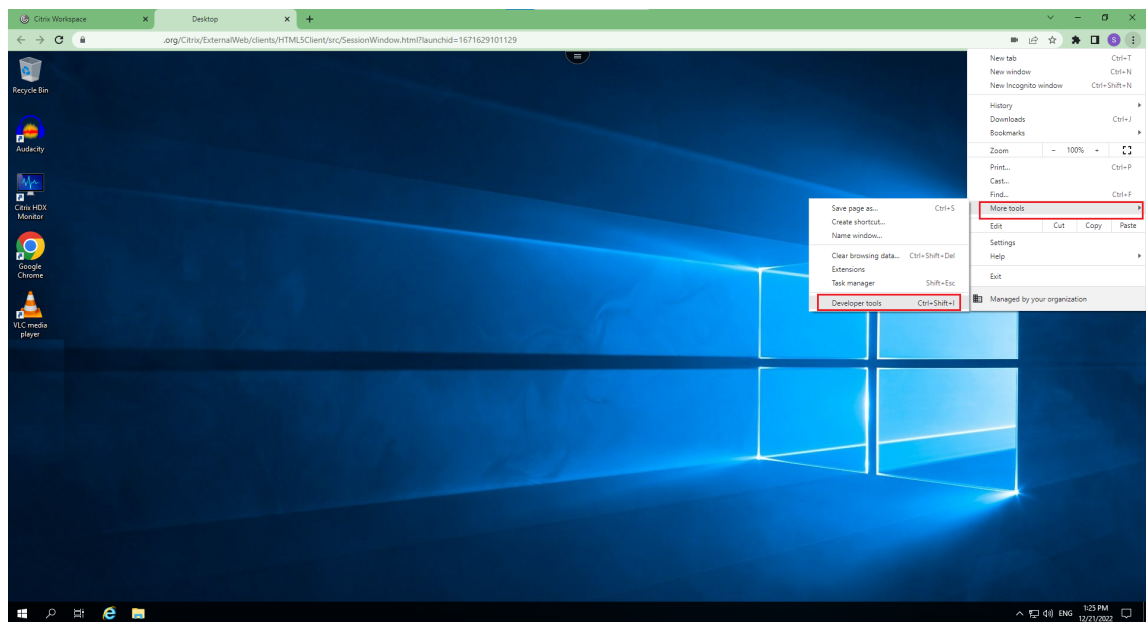 Citrix Workspace
Desktop
.org/Citrix/ExternalWeb/clients/HTML5Client/src/SessionWindow.html?launchid=1671629101129
S
Recycle Bin
Audacity
Citrix HDX
Monitor
Google
Chrome
VLC media
player
New tab Ctrl+T
New window Ctrl+N
New Incognito window Ctrl+Shift+N
History
Downloads Ctrl+J
Bookmarks
Zoom - 100% +
Print... Ctrl+P
Cast...
Find... Ctrl+F
More tools
Edit Cut Copy Paste
Settings
Help
Exit
Managed by your organization
Save page as... Ctrl+S
Create shortcut...
Name window...
Clear browsing data... Ctrl+Shift+Del
Extensions
Task manager Shift+Esc
Developer tools Ctrl+Shift+I
ENG
1:25 PM
12/21/2022